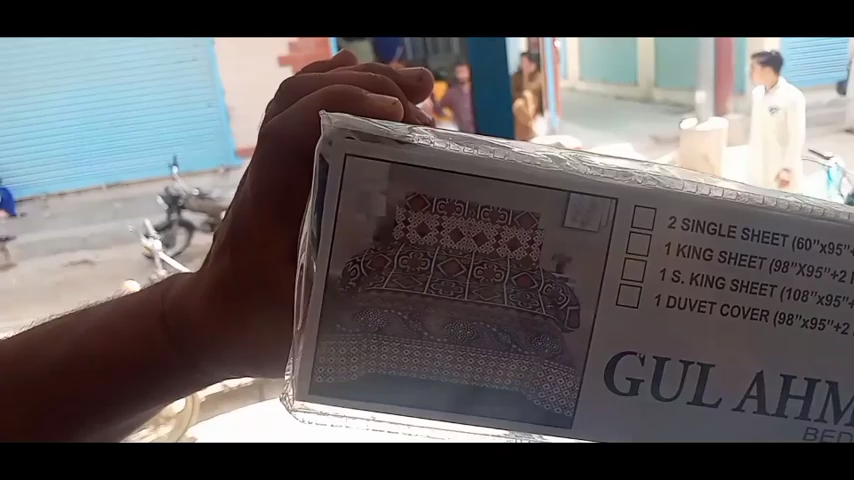 2 SINGLE SHEET (60"X95
1 KING SHEET (98"X95"+2
1 S.KING SHEET (108"X95
1 DUVET COVER (98"X95"+2
GUL AHM
BED